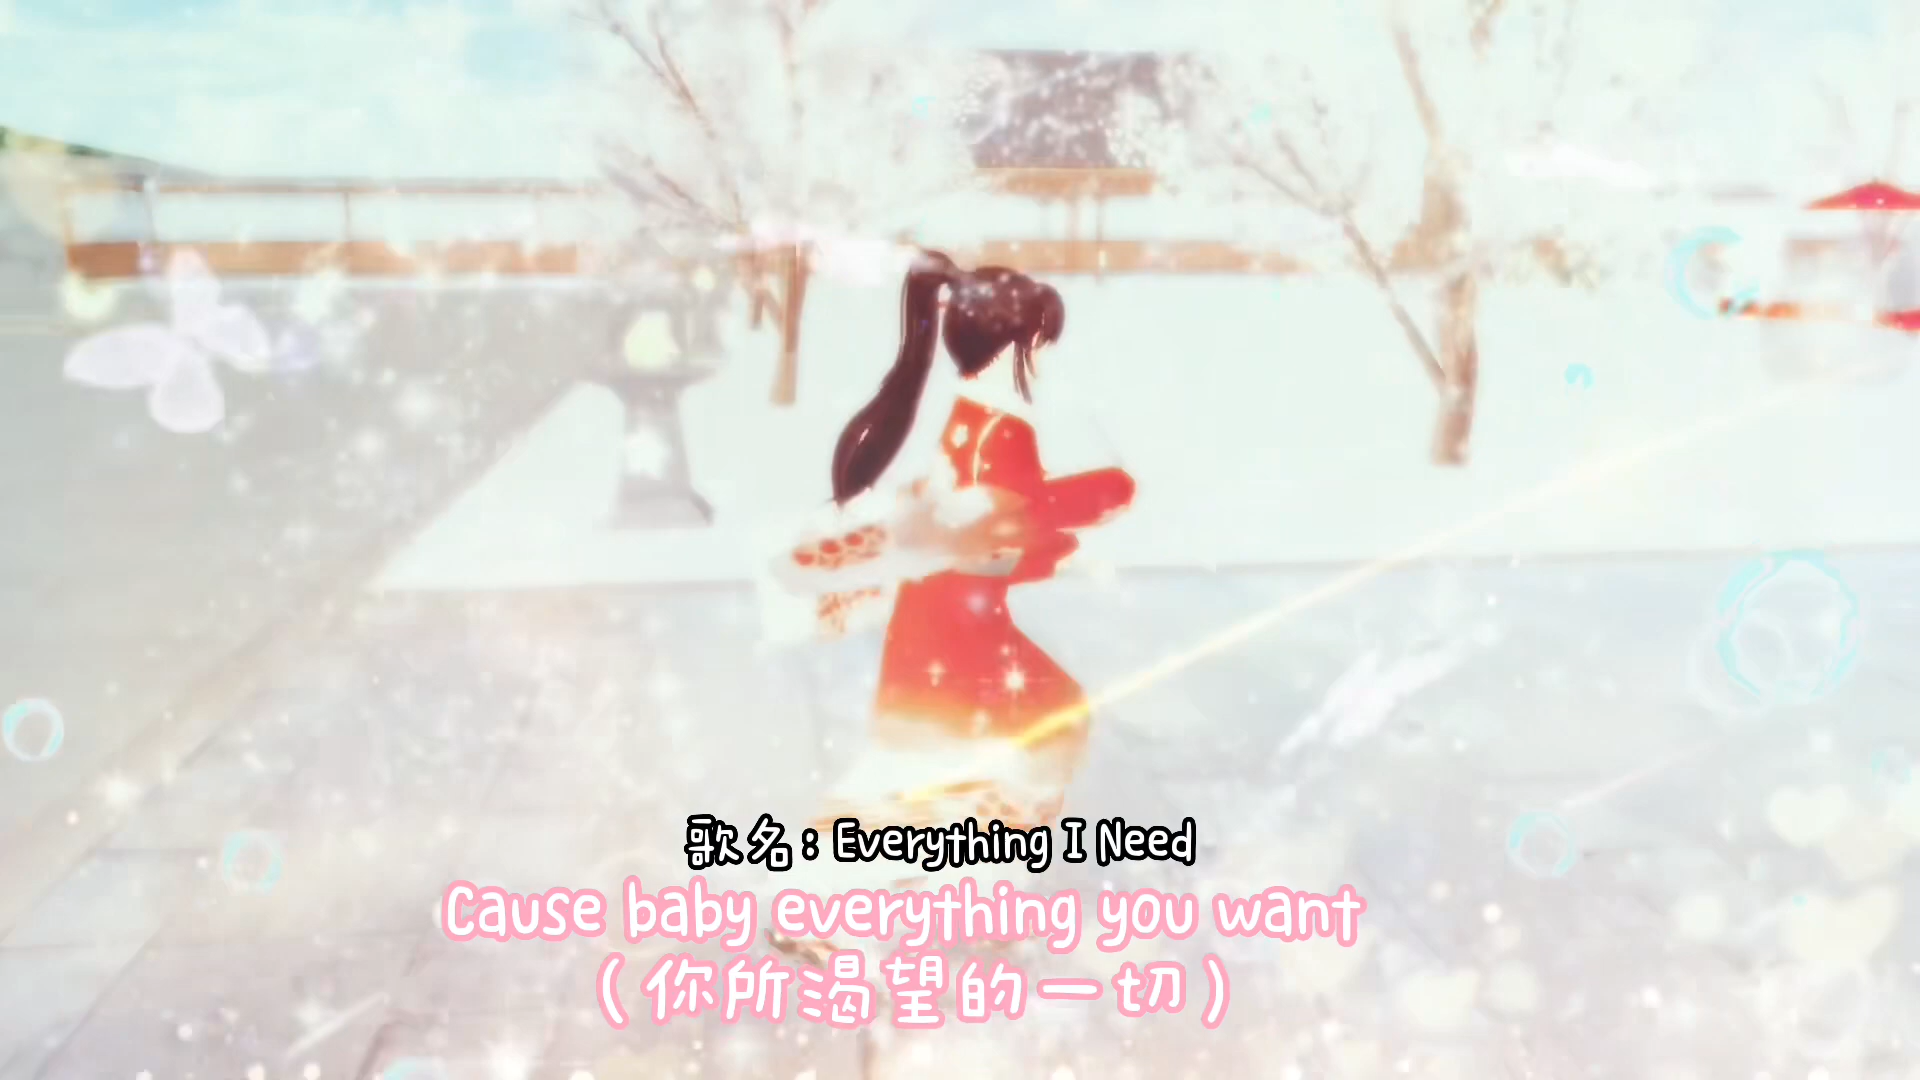 歌名：Everything I Need
Cause baby everything you want
（你所渴望的一切）